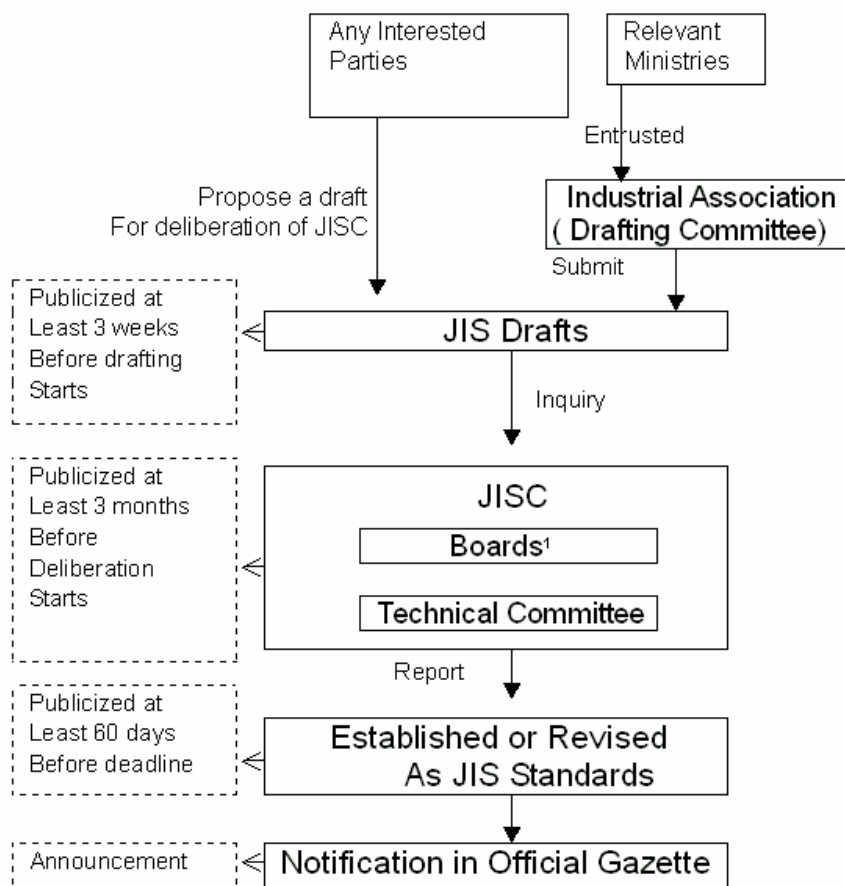 Any Interested
Parties
Relevant
Ministries
Entrusted
Propose a draft
For deliberation of JISC
Industrial Association
( Drafting Committee)
Submit
Publicized at
Least 3 weeks
Before drafting
Starts
JIS Drafts
Inquiry
Publicized at
Least 3 months
Before
Deliberation
Starts
JISC
Boards¹
Technical Committee
Report
Publicized at
Least 60 days
Before deadline
Established or Revised
As JIS Standards
Announcement
Notification in Official Gazette